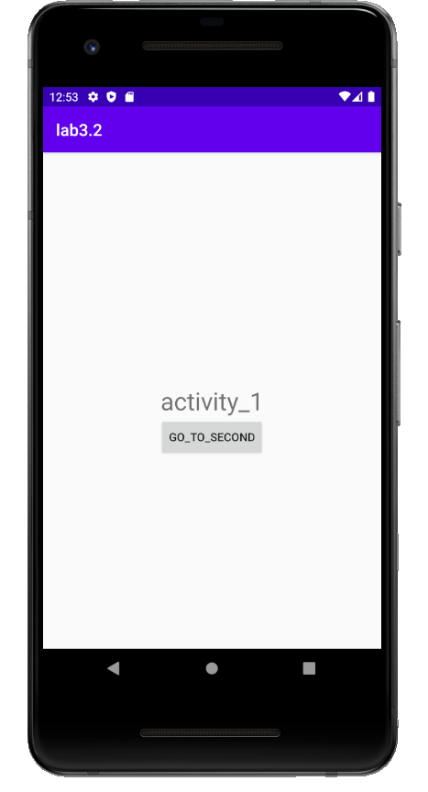 12:53
lab3.2
activity_1
GO_TO_SECOND